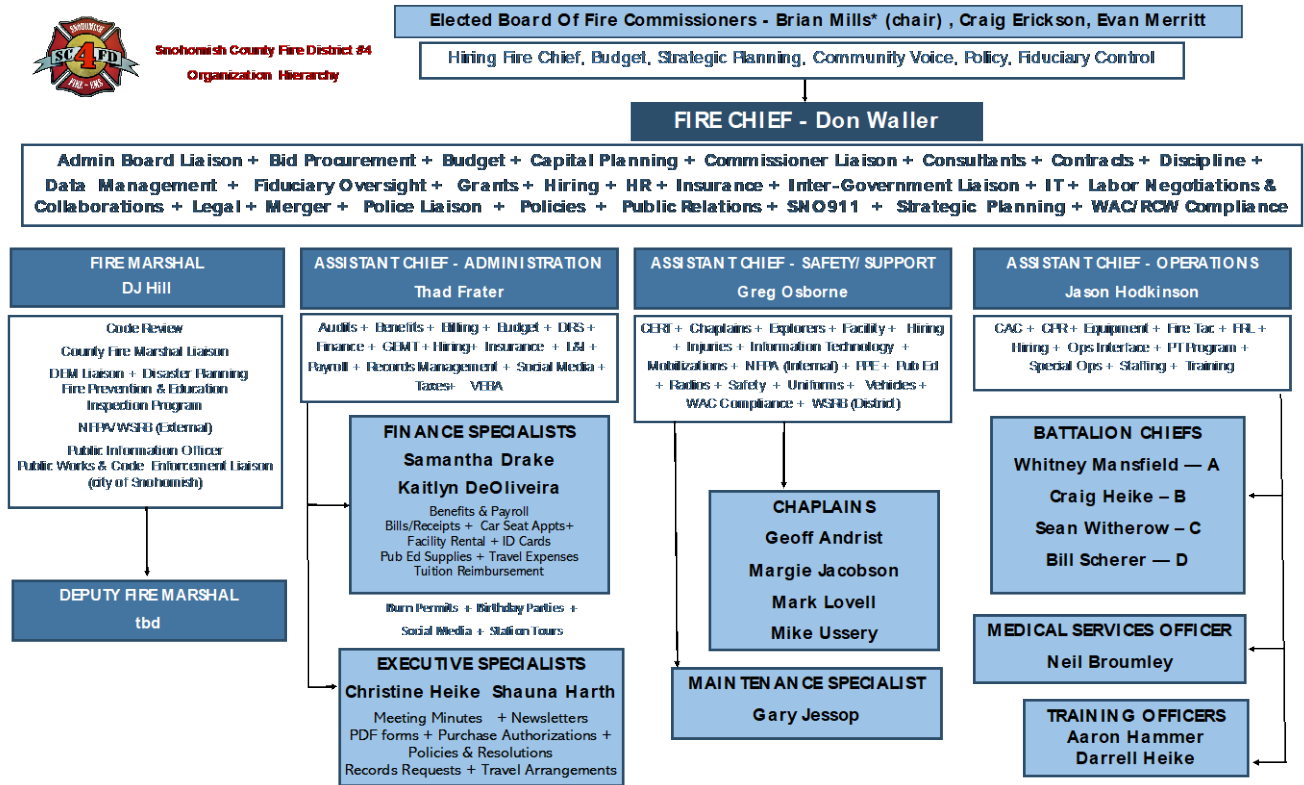 SNOHOMISH
SC4FD
FIRE - EMS
Snohomish County Fire District #4
Organization Hierarchy
Elected Board Of Fire Commissioners - Brian Mills* (chair) , Craig Erickson, Evan Merritt
Hiring Fire Chief, Budget, Strategic Planning, Community Voice, Policy, Fiduciary Control
FIRE CHIEF - Don Waller
Admin Board Liaison + Bid Procurement + Budget + Capital Planning + Commissioner Liaison + Consultants + Contracts + Discipline +
Data Management + Fiduciary Oversight + Grants + Hiring + HR + Insurance + Inter-Government Liaison + IT + Labor Negotiations &
Collaborations + Legal + Merger + Police Liaison + Policies + Public Relations + SNO911 + Strategic Planning + WAC/RCW Compliance
FIRE MARSHAL
DJ Hill
Code Review
County Fire Marshal Liaison
DEM Liaison + Disaster Planning
Fire Prevention & Education
Inspection Program
NFPA/WSRB (External)
Public Information Officer
Public Works & Code Enforcement Liaison
(city of Snohomish)
DEPUTY FIRE MARSHAL
tbd
ASSISTANT CHIEF - ADMINISTRATION
Thad Frater
Audits + Benefits + Billing + Budget + DRS +
Finance + GEMT + Hiring+ Insurance + L&I +
Payroll + Records Management + Social Media +
Taxes+ VEBA
FINANCE SPECIALISTS
Samantha Drake
Kaitlyn DeOliveira
Benefits & Payroll
Bills/Receipts + Car Seat Appts+
Facility Rental + ID Cards
Pub Ed Supplies + Travel Expenses
Tuition Reimbursement
Burn Permits + Birthday Parties +
Social Media + Station Tours
EXECUTIVE SPECIALISTS
Christine Heike Shauna Harth
Meeting Minutes + Newsletters
PDF forms + Purchase Authorizations +
Policies & Resolutions
Records Requests + Travel Arrangements
ASSISTANT CHIEF - SAFETY/ SUPPORT
Greg Osborne
CERT + Chaplains + Explorers + Facility + Hiring
+ Injuries + Information Technology +
Mobilizations + NFPA (Internal) + PPE + Pub Ed
+ Radios + Safety + Uniforms + Vehicles +
WAC Compliance + WSRB (District)
CHAPLAINS
Geoff Andrist
Margie Jacobson
Mark Lovell
Mike Ussery
MAINTENANCE SPECIALIST
Gary Jessop
ASSISTANT CHIEF - OPERATIONS
Jason Hodkinson
CAC + CPR + Equipment + Fire Tac + FRL +
Hiring + Ops Interface + PT Program +
Special Ops + Staffing + Training
BATTALION CHIEFS
Whitney Mansfield — A
Craig Heike – B
Sean Witherow – C
Bill Scherer — D
MEDICAL SERVICES OFFICER
Neil Broumley
TRAINING OFFICERS
Aaron Hammer
Darrell Heike